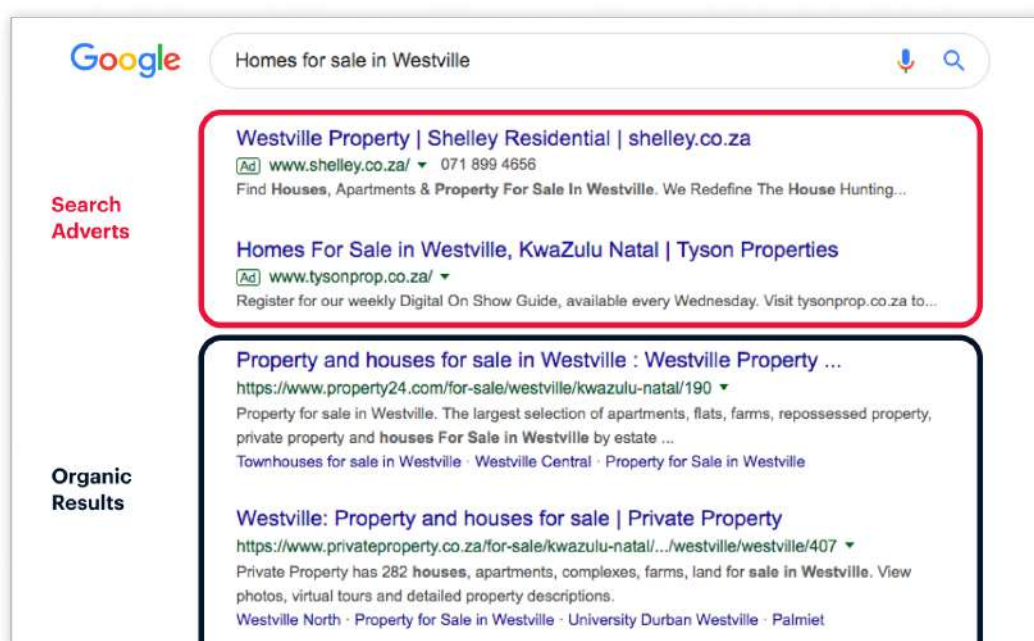 Google
Homes for sale in Westville
Search
Adverts
Westville Property | Shelley Residential | shelley.co.za
Ad www.shelley.co.za/ 071 899 4656
Find Houses, Apartments & Property For Sale In Westville. We Redefine The House Hunting...
Homes For Sale in Westville, KwaZulu Natal | Tyson Properties
Ad www.tysonprop.co.za/
Register for our weekly Digital On Show Guide, available every Wednesday. Visit tysonprop.co.za to...
Organic
Results
Property and houses for sale in Westville : Westville Property ...
https://www.property24.com/for-sale/westville/kwazulu-natal/190
Property for sale in Westville. The largest selection of apartments, flats, farms, repossessed property,
private property and houses For Sale in Westville by estate ...
Townhouses for sale in Westville · Westville Central · Property for Sale in Westville
Westville: Property and houses for sale | Private Property
https://www.privateproperty.co.za/for-sale/kwazulu-natal/.../westville/westville/407
Private Property has 282 houses, apartments, complexes, farms, land for sale in Westville. View
photos, virtual tours and detailed property descriptions.
Westville North · Property for Sale in Westville · University Durban Westville · Palmiet